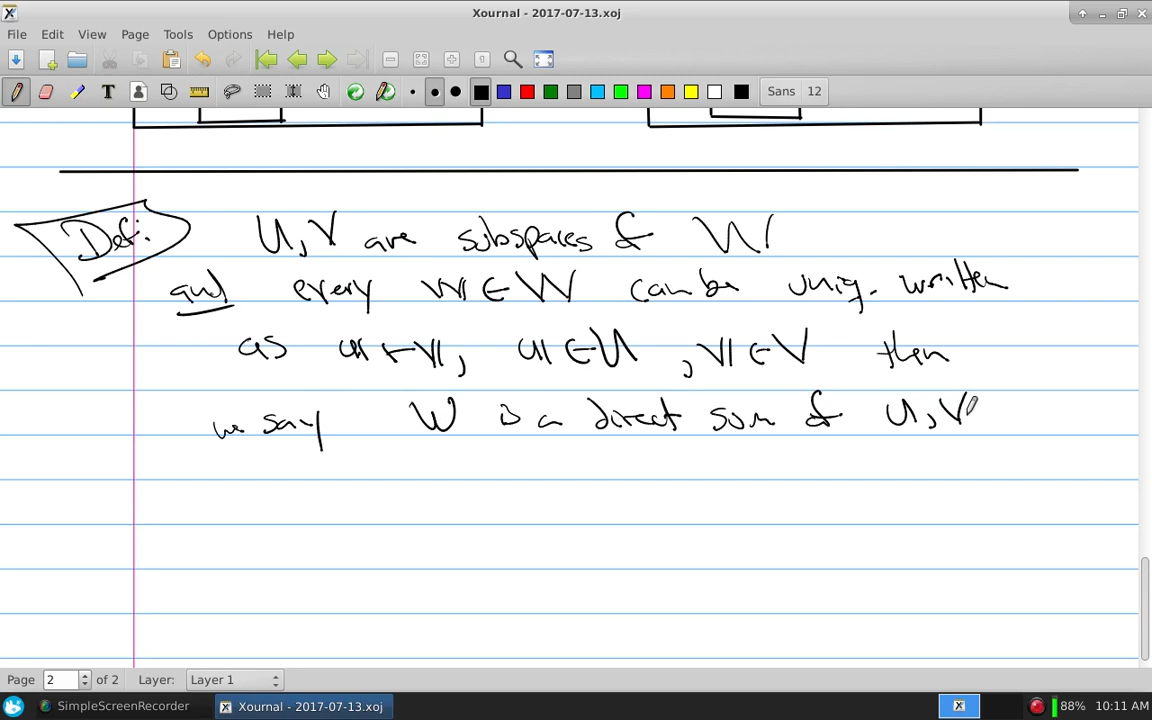 Xournal - 2017-07-13.xoj
File Edit View Page Tools Options Help
Sans 12
Def:. U, V are subspaces of W
and every w ∈ W can be uniq. written
as u + v, u ∈ U, v ∈ V then
we say W is a direct sum of U, V
Page 2 of 2 Layer: Layer 1
SimpleScreenRecorder Xournal - 2017-07-13.xoj 88% 10:11 AM